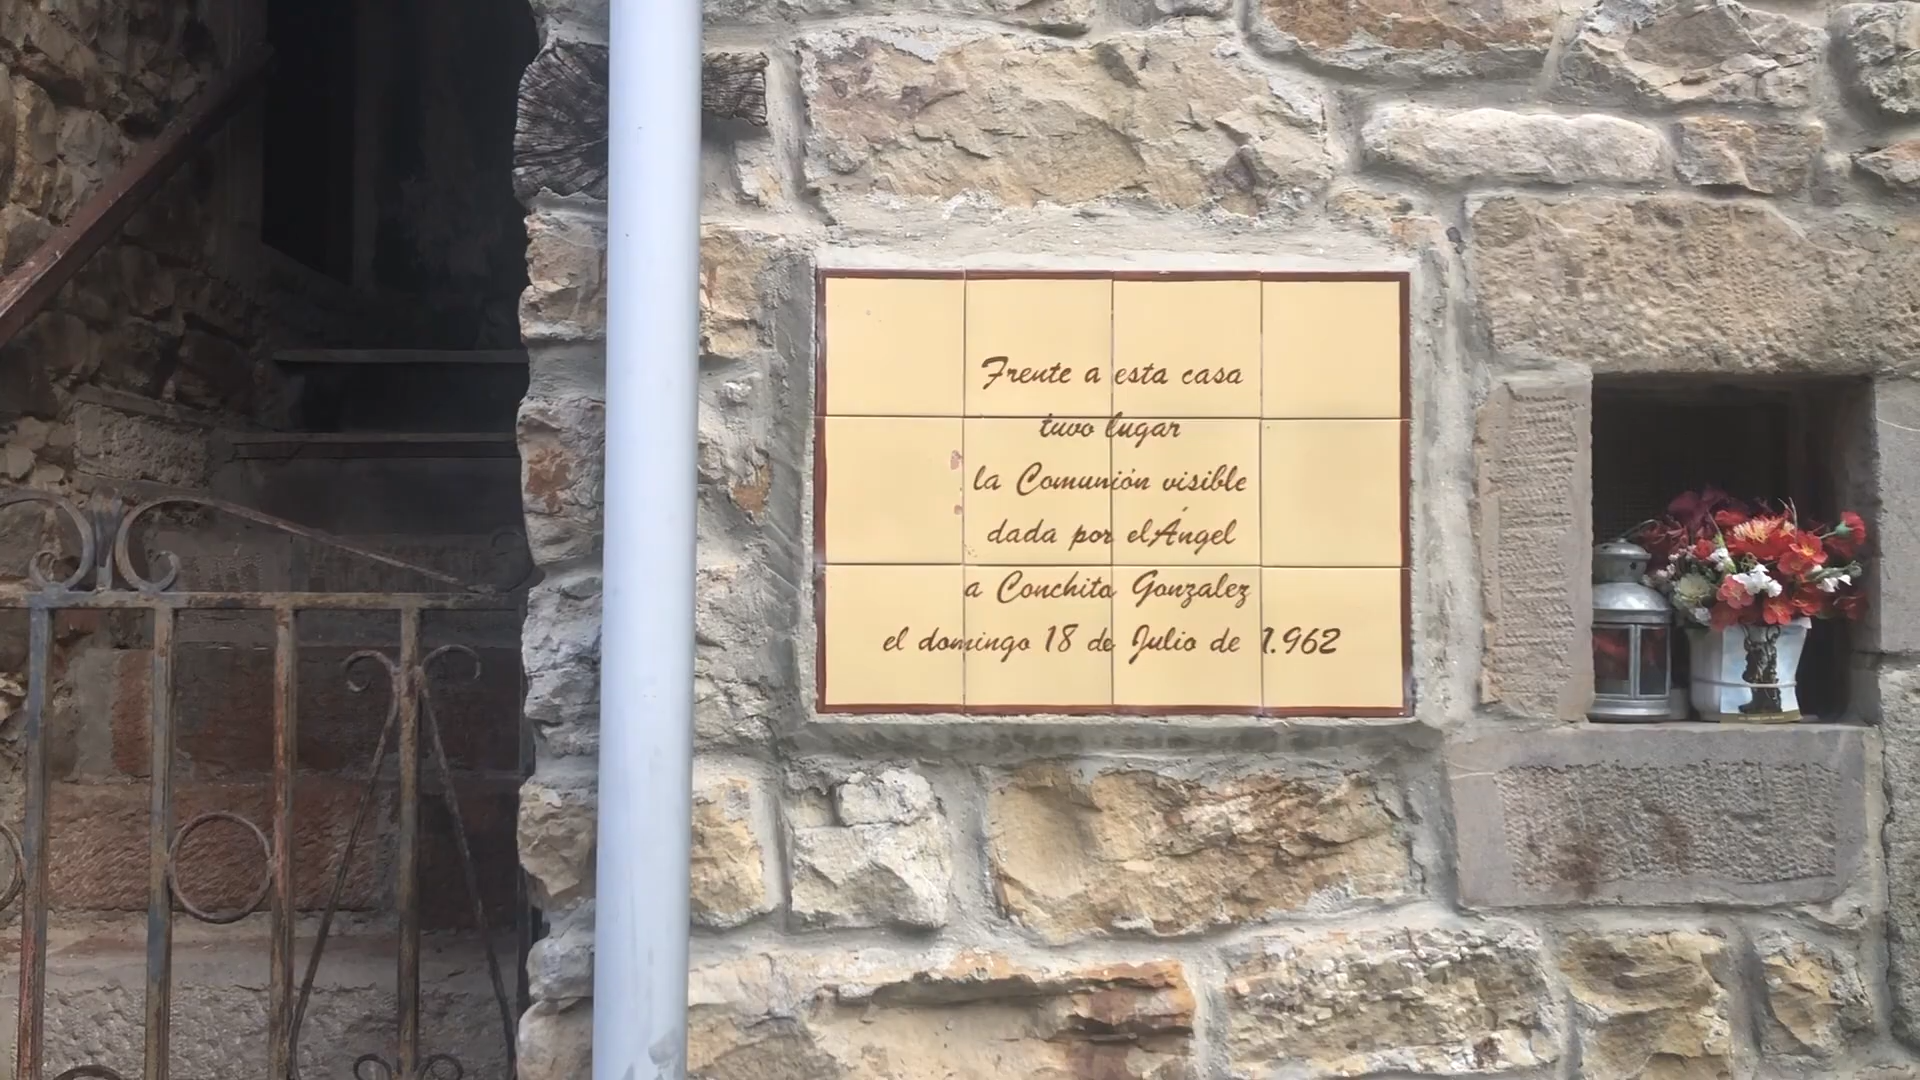 Frente a esta casa
tuvo lugar
la Comunión visible
dada por el Ángel
a Conchita Gonzalez
el domingo 18 de Julio de 1.962